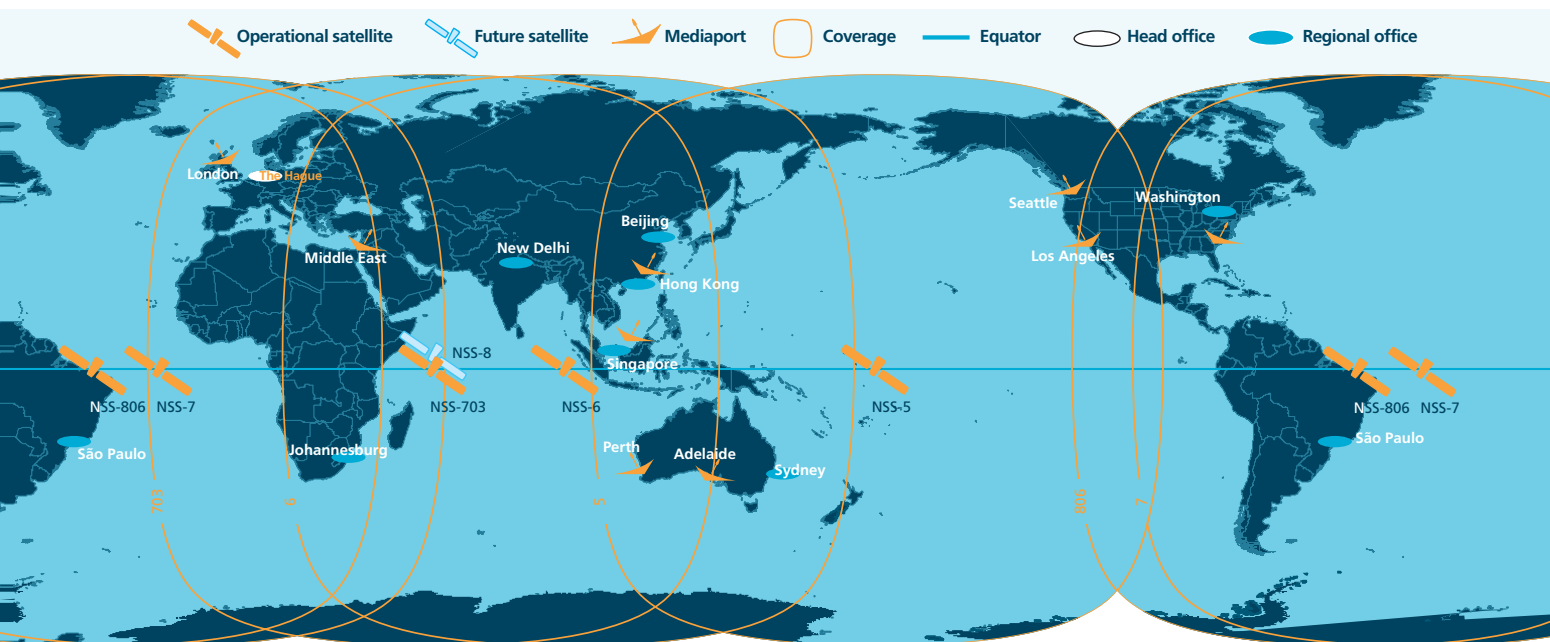 Operational satellite
Future satellite
Mediaport
Coverage
Equator
Head office
Regional office
London
The Hague
Seattle
Washington
Beijing
New Delhi
Middle East
Los Angeles
Hong Kong
NSS-8
Singapore
NSS-806
NSS-7
NSS-703
NSS-6
NSS-5
NSS-806
NSS-7
São Paulo
Johannesburg
Perth
Adelaide
Sydney
São Paulo
703
6
5
806
7